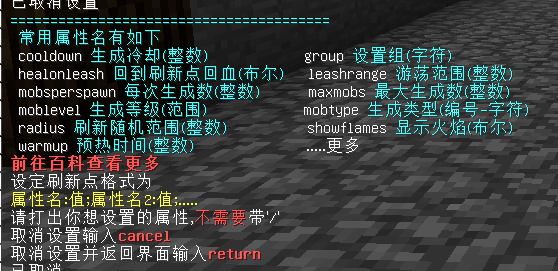 已取消设置
=====================================
常用属性名有如下
cooldown 生成冷却(整数) group 设置组(字符)
healonleash 回到刷新点回血(布尔) leashrange 游荡范围(整数)
mobsperspawn 每次生成数(整数) maxmobs 最大生成数(整数)
moblevel 生成等级(范围) mobtype 生成类型(编号-字符)
radius 刷新随机范围(整数) showflames 显示火焰(布尔)
warmup 预热时间(整数) .....更多
前往百科查看更多
设定刷新点格式为
属性名:值;属性名2:值;.....
请打出你想设置的属性,不需要带'/'
取消设置输入cancel
取消设置并返回界面输入return
已取消